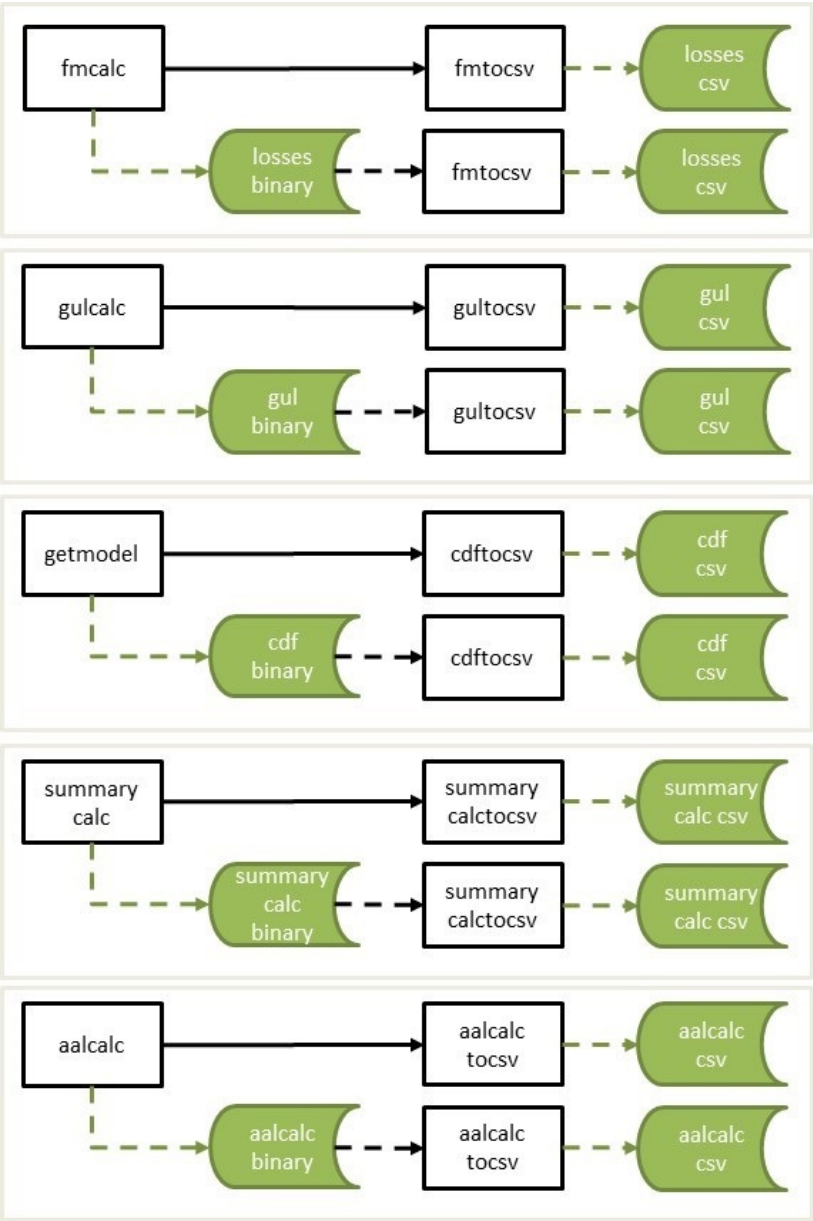 fmcalc
fmtocsv
losses
csv
losses
binary
fmtocsv
losses
csv
gulcalc
gultocsv
gul
csv
gul
binary
gultocsv
gul
csv
getmodel
cdftocsv
cdf
csv
cdf
binary
cdftocsv
cdf
csv
summary
calc
summary
calctocsv
summary
calc csv
summary
calc
binary
summary
calctocsv
summary
calc csv
aalcalc
aalcalc
tocsv
aalcalc
csv
aalcalc
binary
aalcalc
tocsv
aalcalc
csv